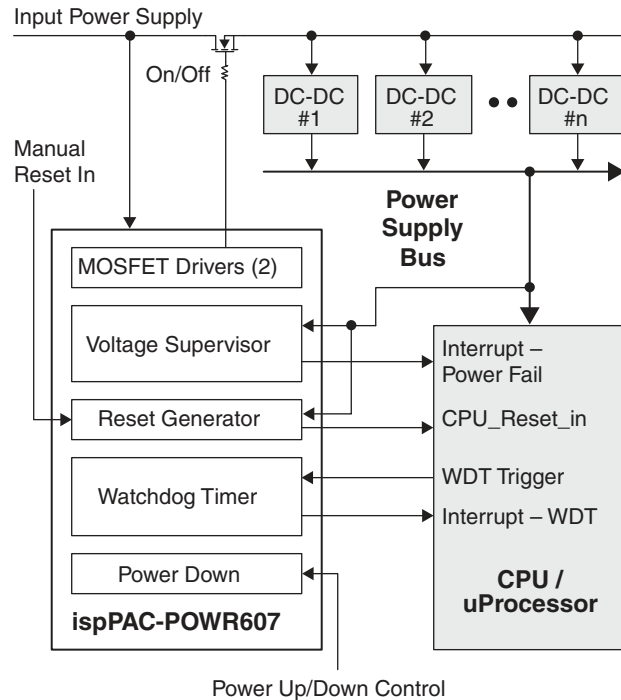 Input Power Supply
On/Off
DC-DC
#1
DC-DC
#2
DC-DC
#n
Manual
Reset In
Power
Supply
Bus
MOSFET Drivers (2)
Voltage Supervisor
Interrupt –
Power Fail
Reset Generator
CPU_Reset_in
Watchdog Timer
WDT Trigger
Interrupt – WDT
Power Down
CPU /
uProcessor
ispPAC-POWR607
Power Up/Down Control